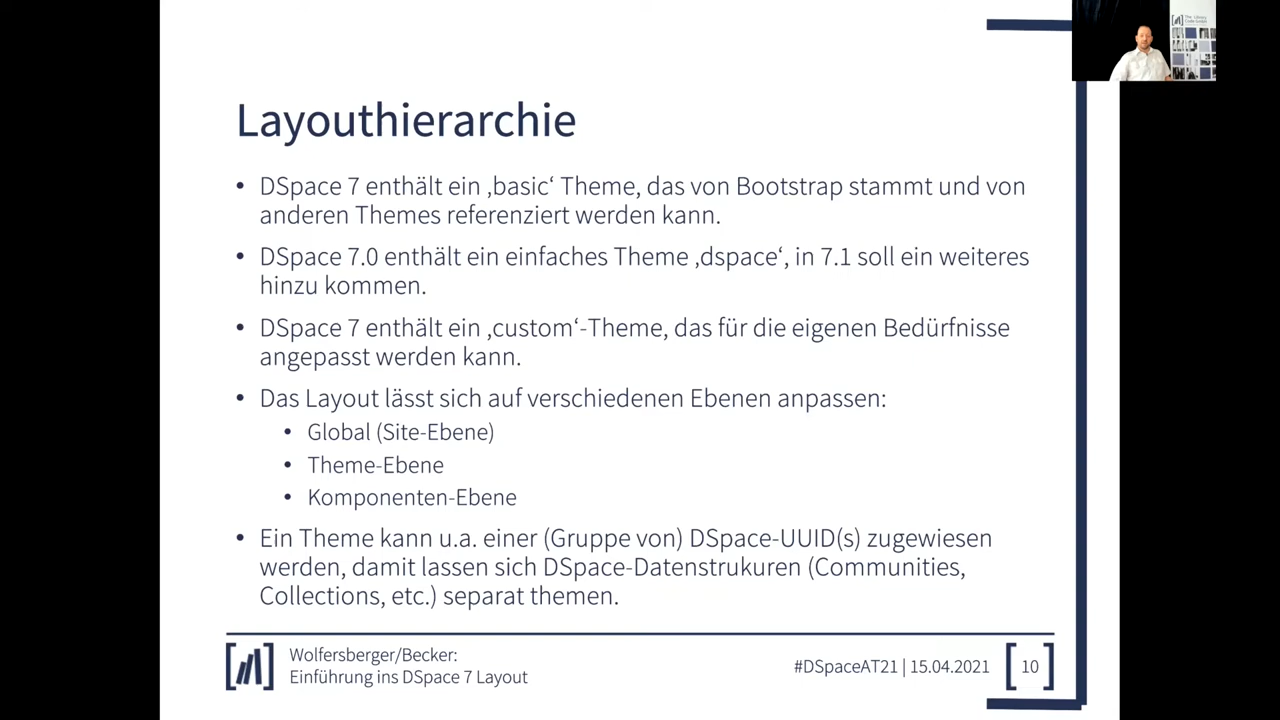 The Library
Code GmbH
Layouthierarchie
• DSpace 7 enthält ein ‚basic‘ Theme, das von Bootstrap stammt und von
anderen Themes referenziert werden kann.
• DSpace 7.0 enthält ein einfaches Theme ‚dspace‘, in 7.1 soll ein weiteres
hinzu kommen.
• DSpace 7 enthält ein ‚custom‘-Theme, das für die eigenen Bedürfnisse
angepasst werden kann.
• Das Layout lässt sich auf verschiedenen Ebenen anpassen:
• Global (Site-Ebene)
• Theme-Ebene
• Komponenten-Ebene
• Ein Theme kann u.a. einer (Gruppe von) DSpace-UUID(s) zugewiesen
werden, damit lassen sich DSpace-Datenstrukuren (Communities,
Collections, etc.) separat themen.
Wolfersberger/Becker:
Einführung ins DSpace 7 Layout
#DSpaceAT21 | 15.04.2021
10